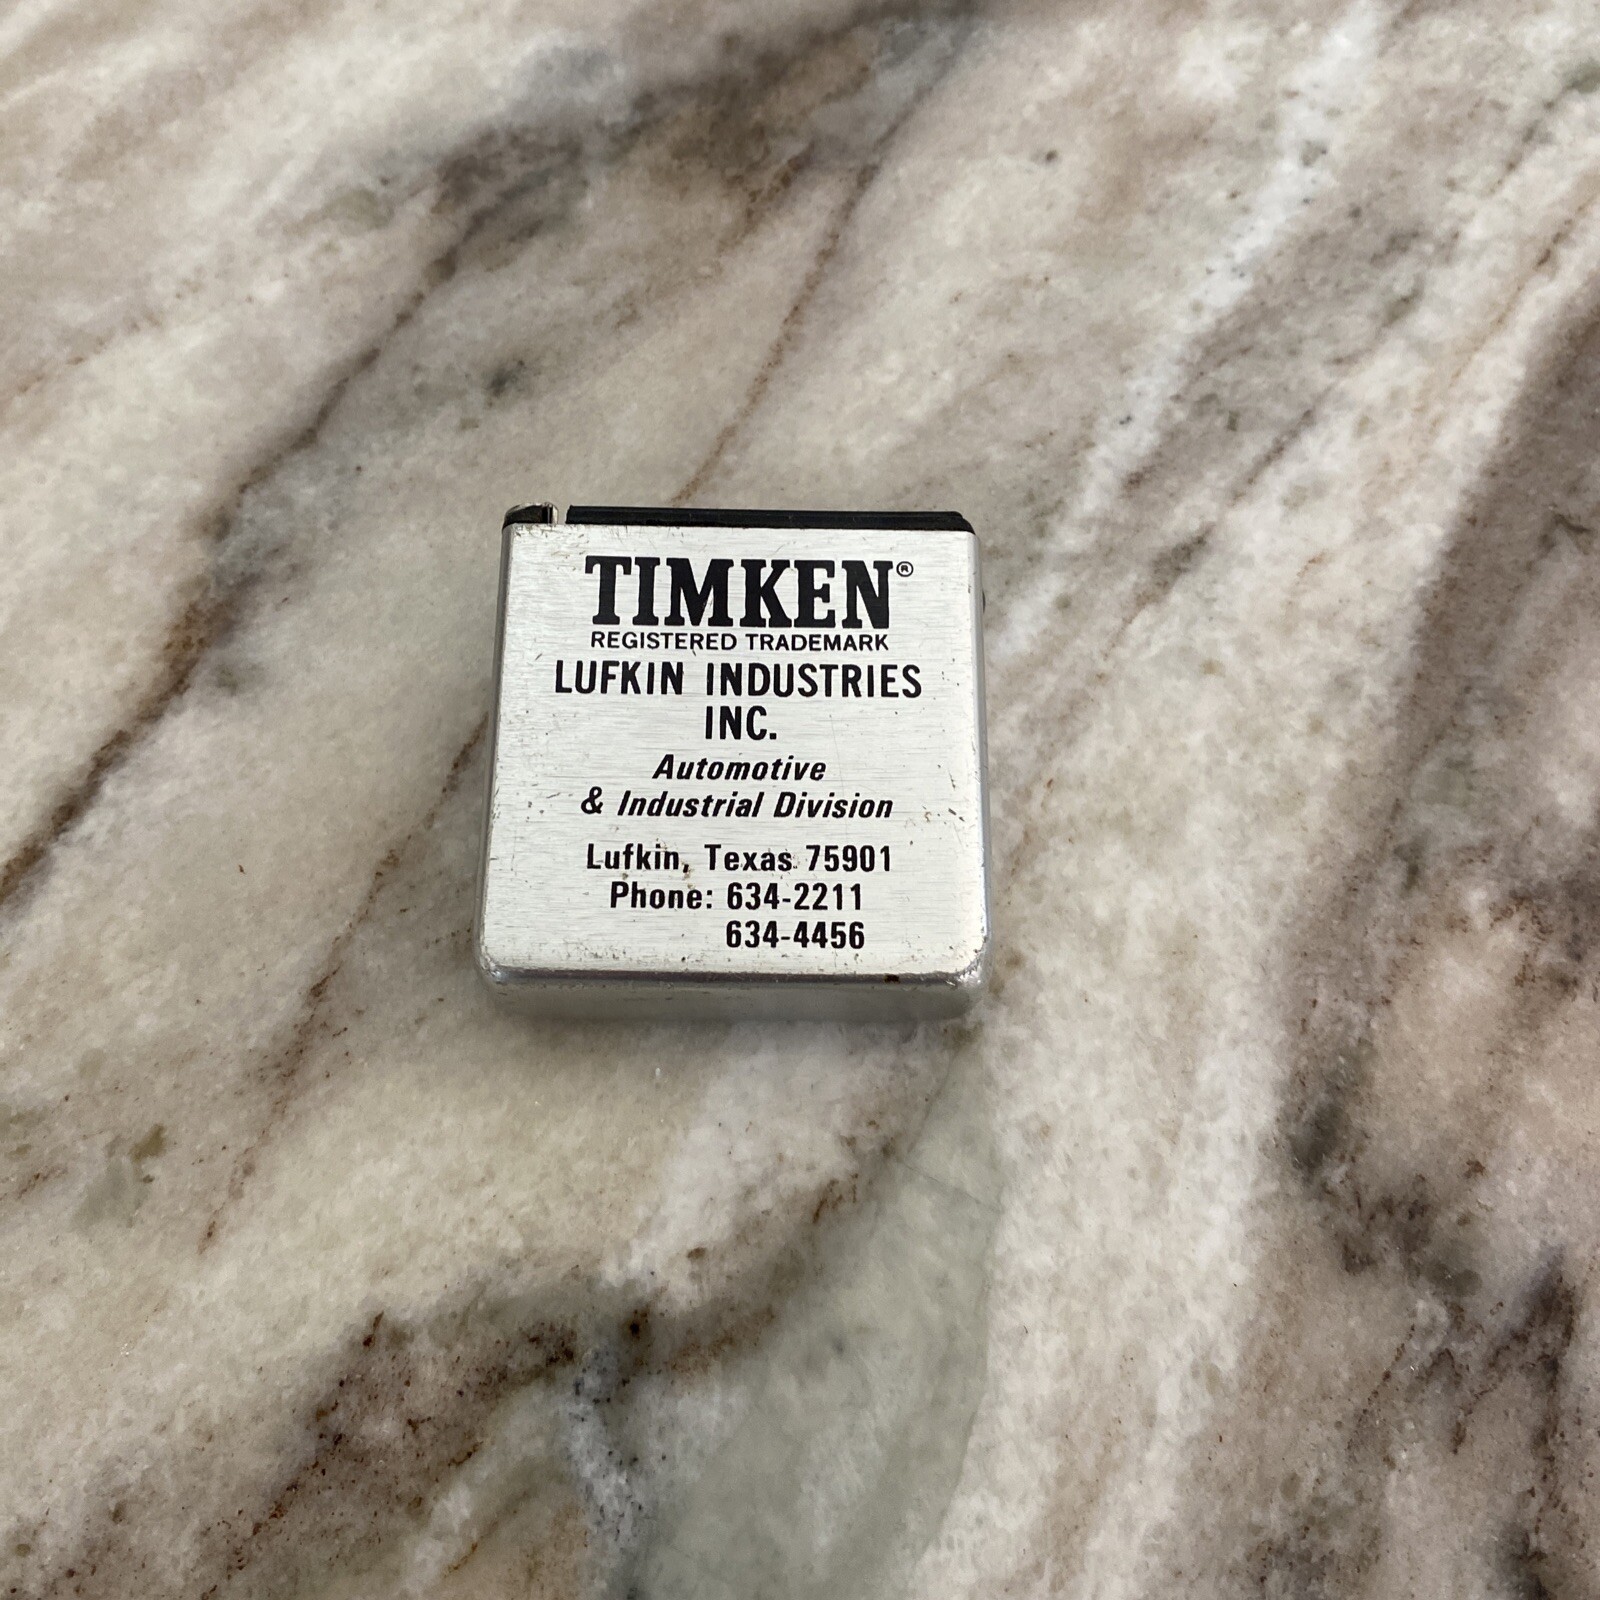 TIMKEN®
REGISTERED TRADEMARK
LUFKIN INDUSTRIES
INC.
Automotive
& Industrial Division
Lufkin, Texas 75901
Phone: 634-2211
634-4456